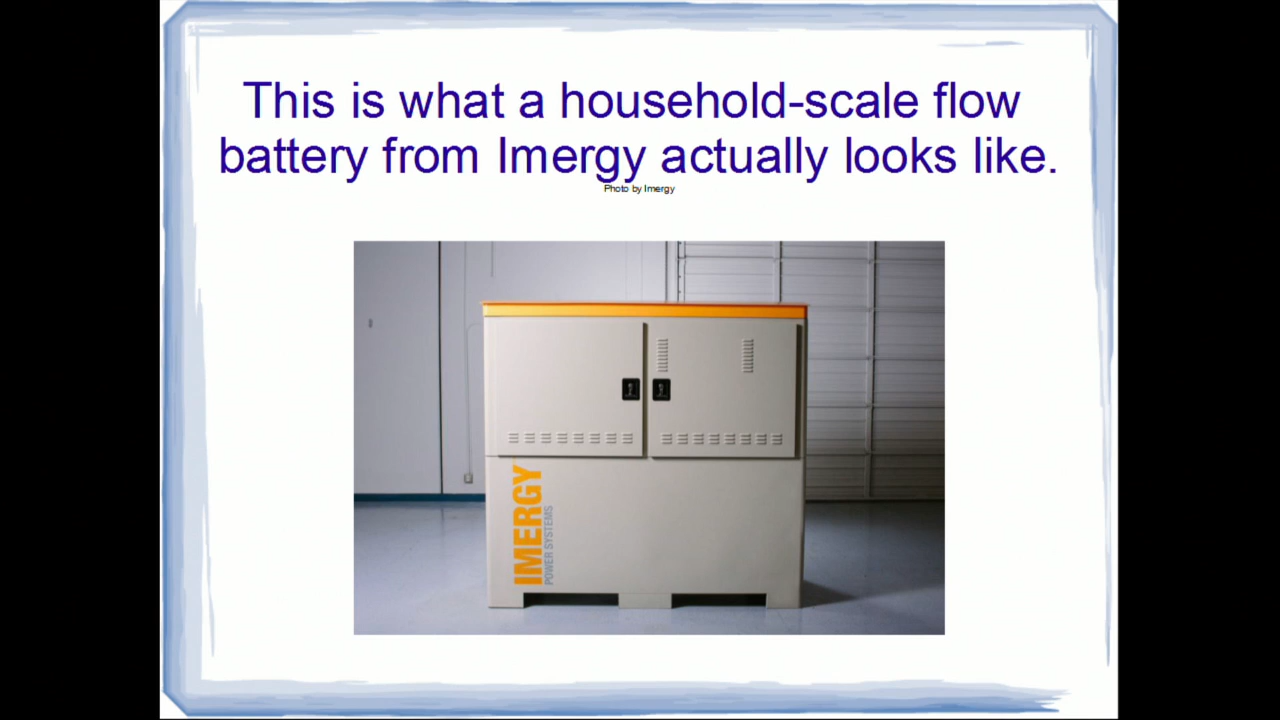 This is what a household-scale flow
battery from Imergy actually looks like.
Photo by Imergy
IMERGY
POWER SYSTEMS